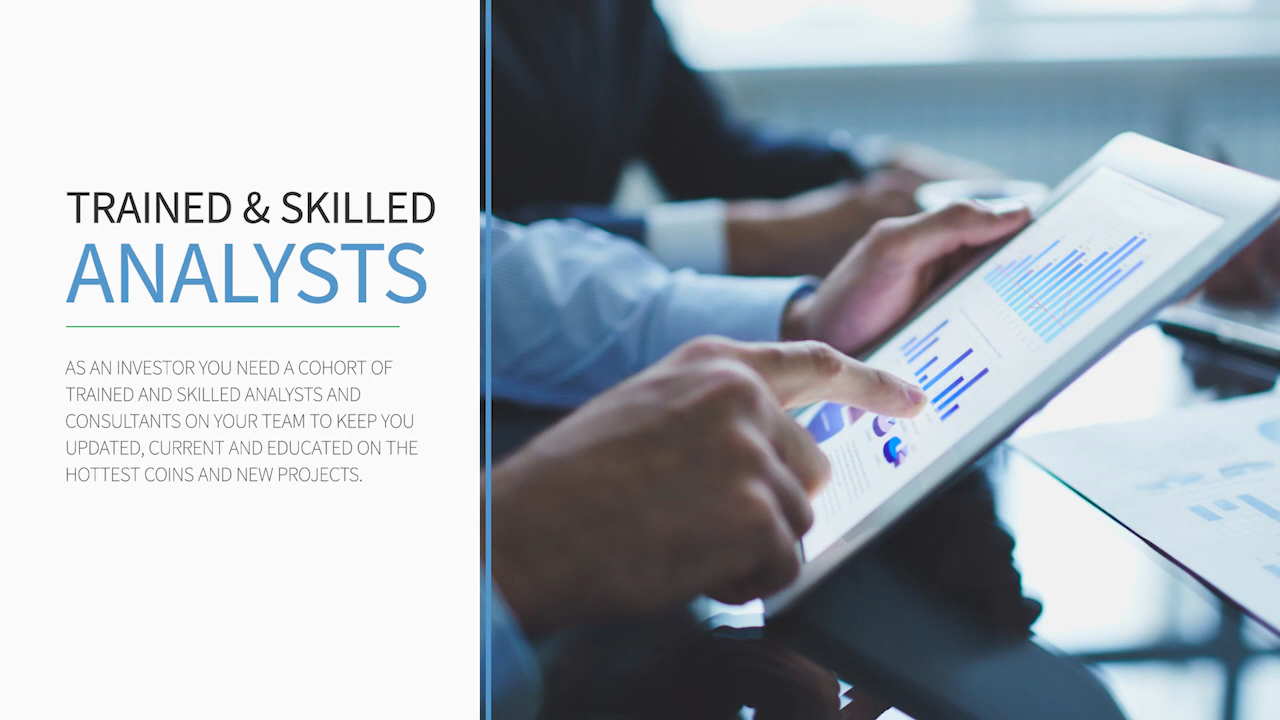 TRAINED & SKILLED
ANALYSTS
AS AN INVESTOR YOU NEED A COHORT OF
TRAINED AND SKILLED ANALYSTS AND
CONSULTANTS ON YOUR TEAM TO KEEP YOU
UPDATED, CURRENT AND EDUCATED ON THE
HOTTEST COINS AND NEW PROJECTS.